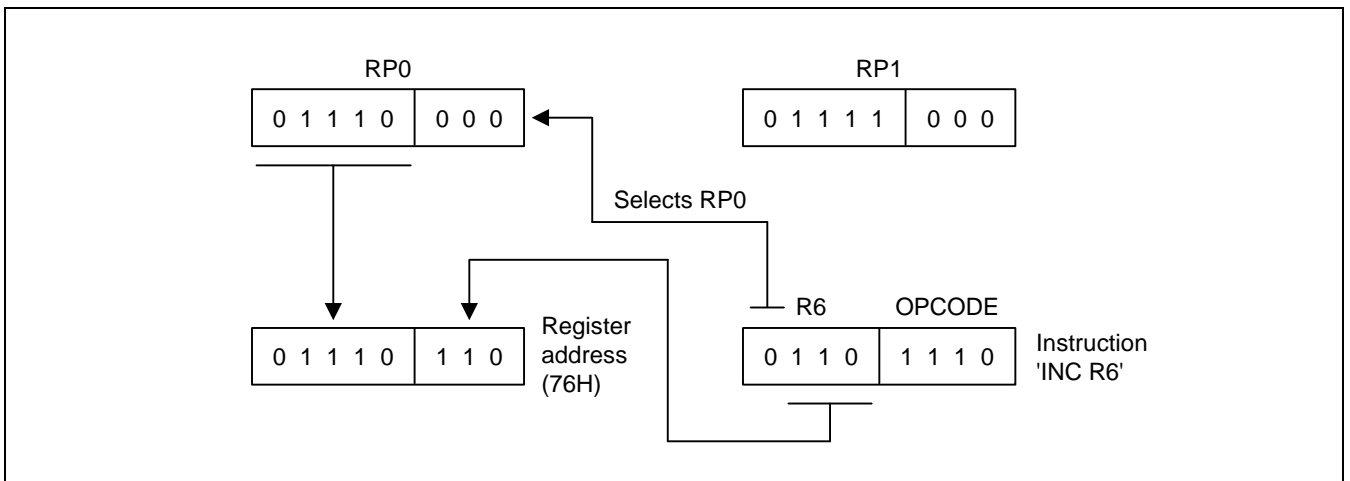 RP0
RP1
0 1 1 1 0 0 0 0
0 1 1 1 1 0 0 0
Selects RP0
R6
OPCODE
0 1 1 1 0 1 1 0
Register
address
(76H)
0 1 1 0 1 1 1 0
Instruction
'INC R6'